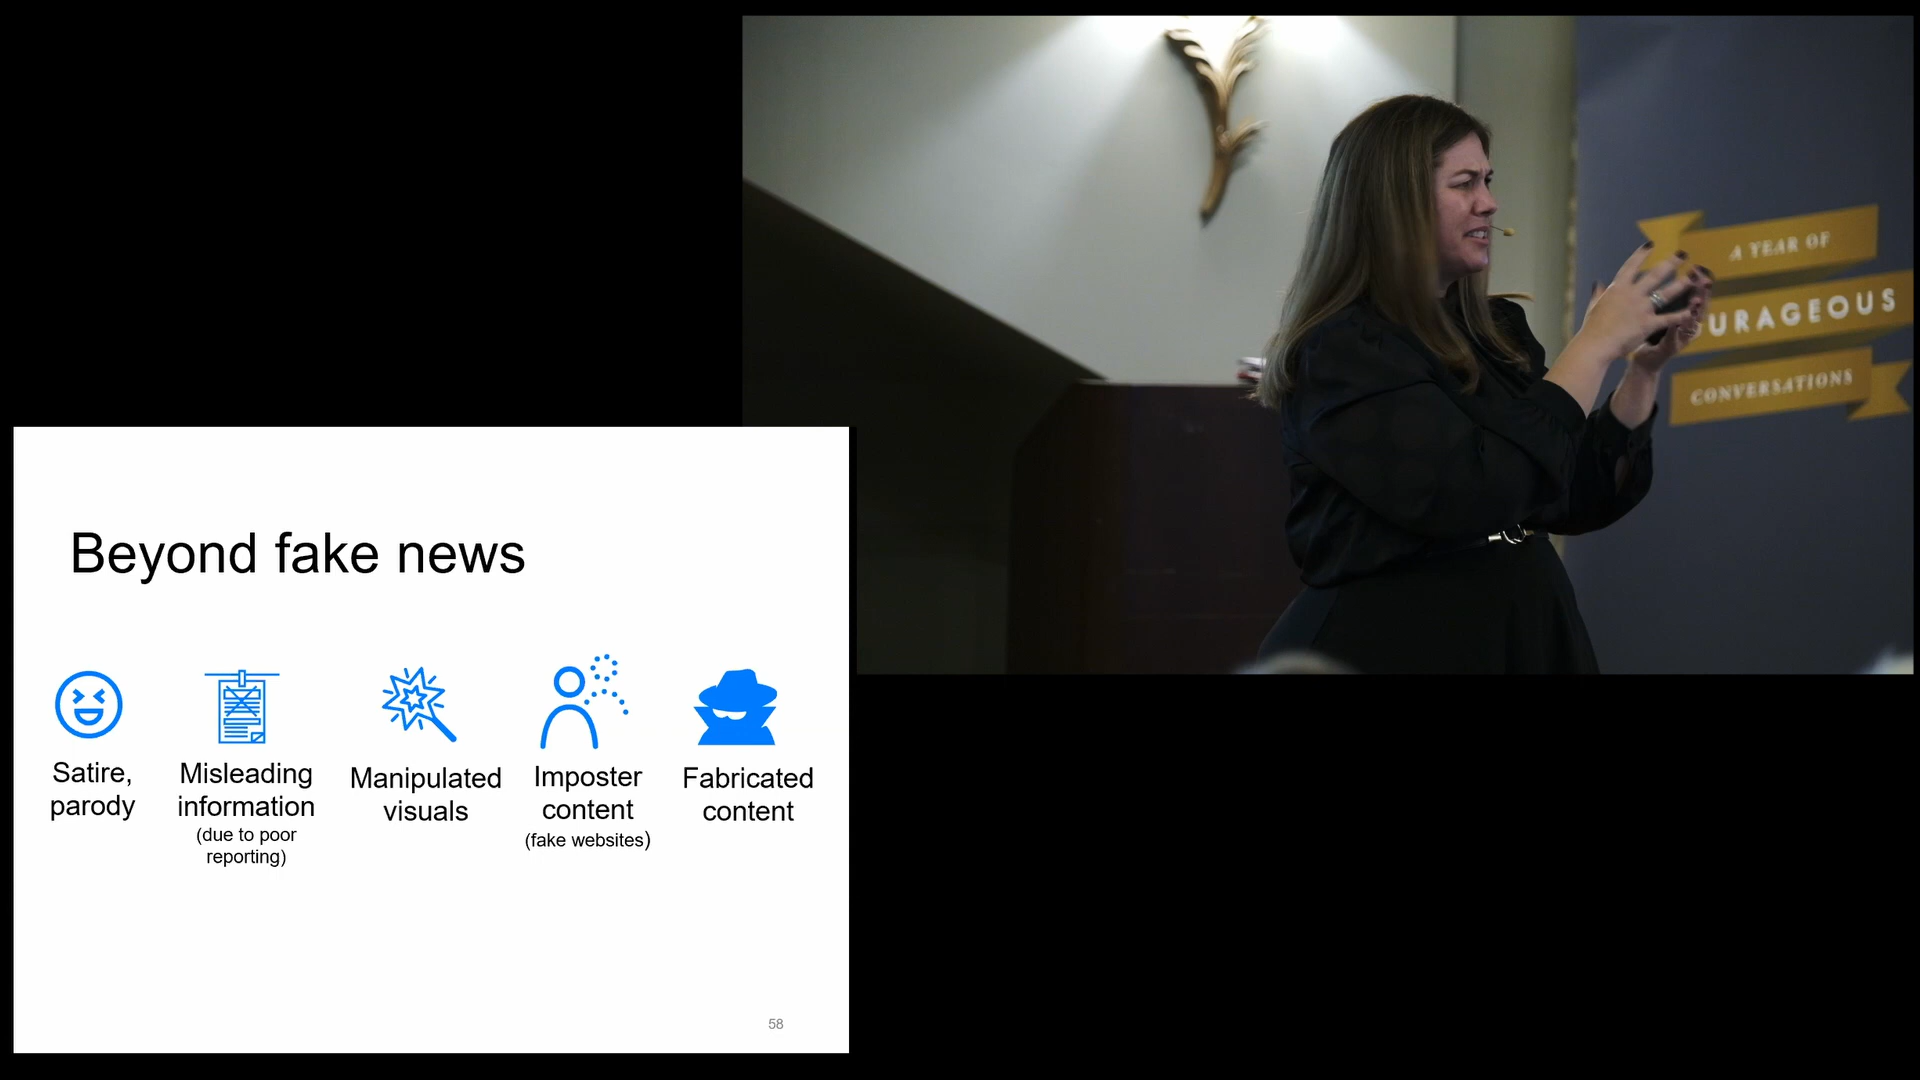 A YEAR OF
URAGEOUS
CONVERSATIONS
Beyond fake news
Satire,
parody
Misleading
information
(due to poor
reporting)
Manipulated
visuals
Imposter
content
(fake websites)
Fabricated
content
58